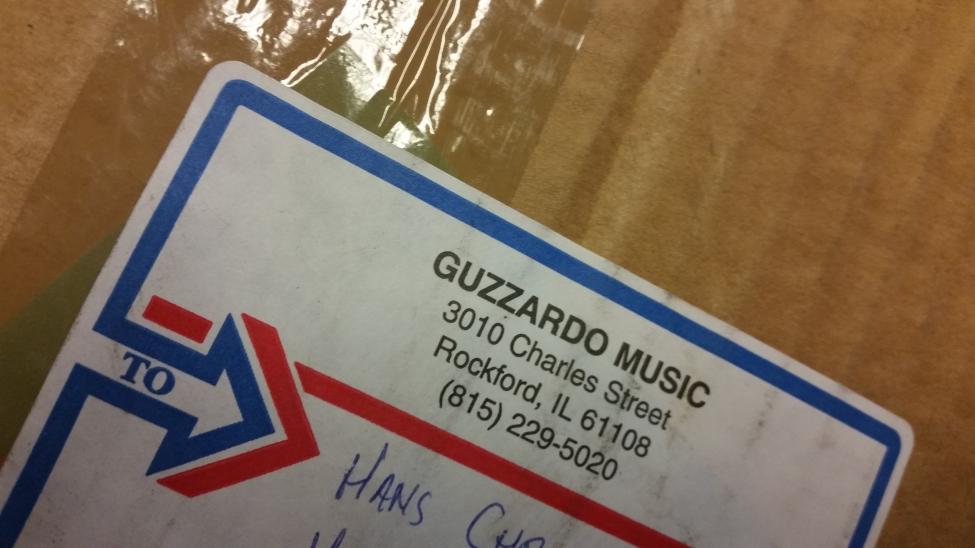 GUZZARDO MUSIC
3010 Charles Street
Rockford, IL 61108
(815) 229-5020
TO
HANS